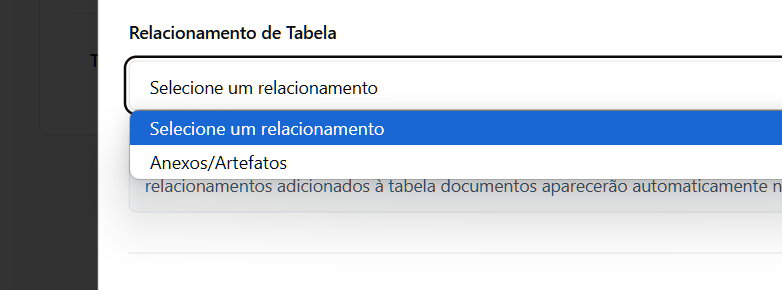 Relacionamento de Tabela
T
Selecione um relacionamento
Selecione um relacionamento
Anexos/Artefatos
relacionamentos adicionados à tabela documentos aparecerão automaticamente n